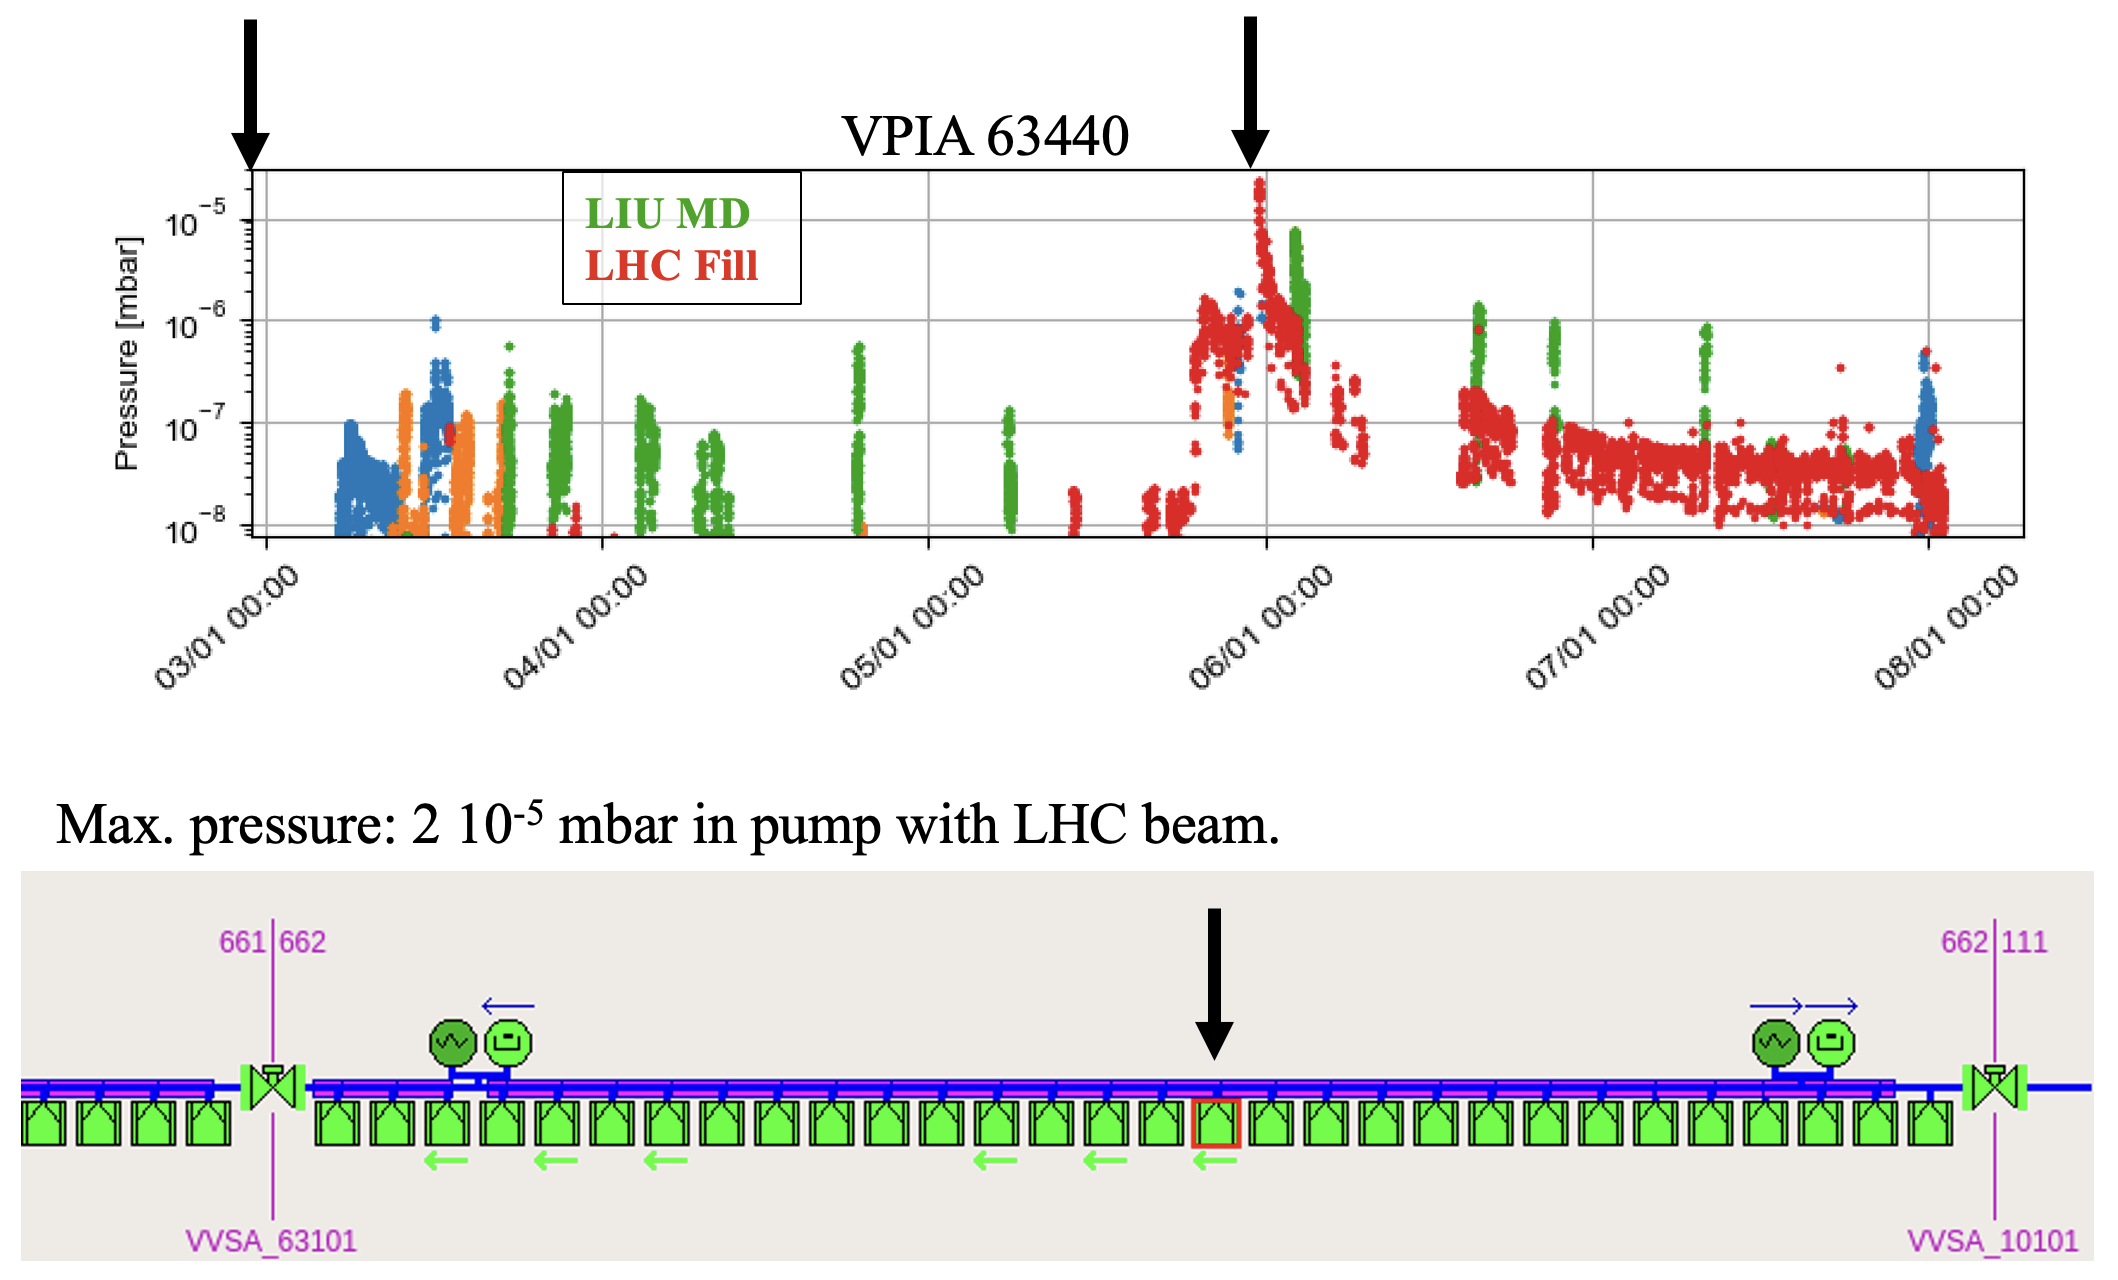 VPIA 63440
LIU MD
LHC Fill
Pressure [mbar]
10⁻⁵
10⁻⁶
10⁻⁷
10⁻⁸
03/01 00:00
04/01 00:00
05/01 00:00
06/01 00:00
07/01 00:00
08/01 00:00
Max. pressure: 2 10⁻⁵ mbar in pump with LHC beam.
661 662
662 111
VVSA_63101
VVSA_10101